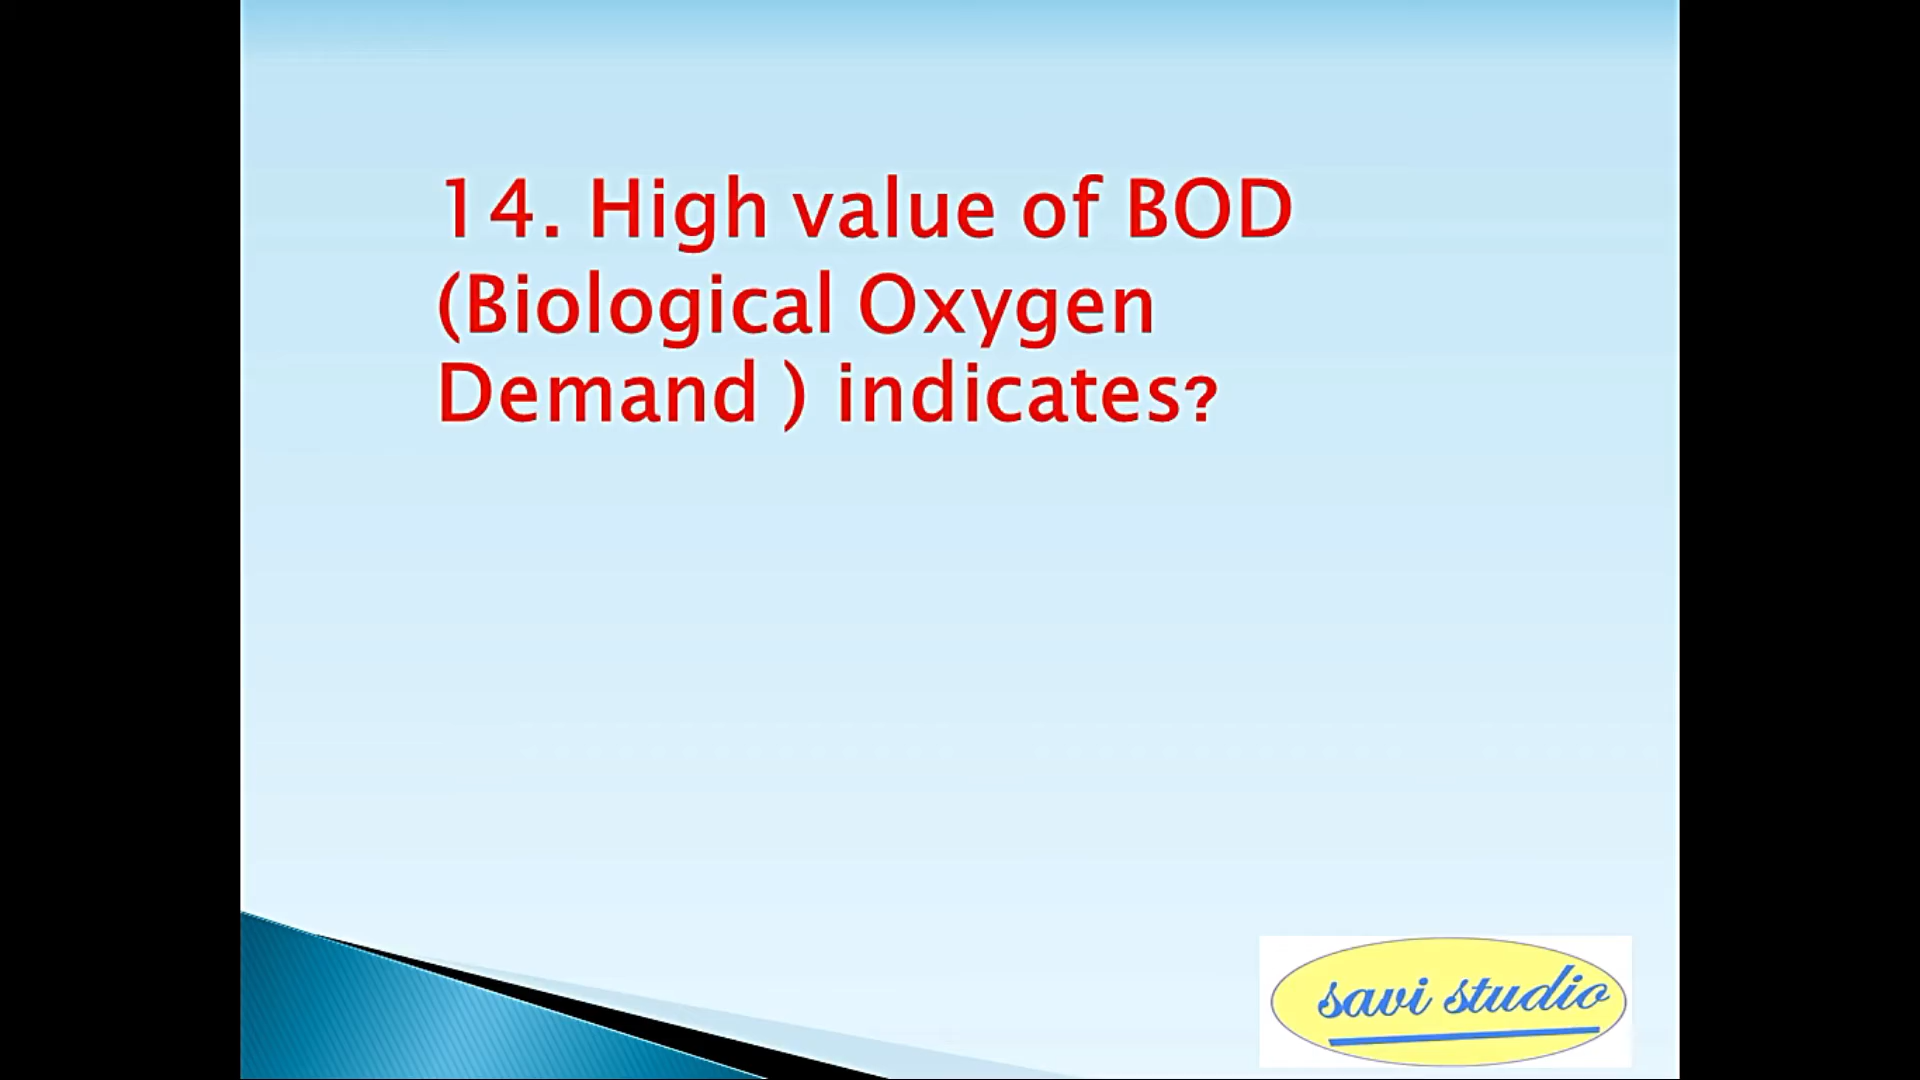 14. High value of BOD
(Biological Oxygen
Demand ) indicates?
savi studio